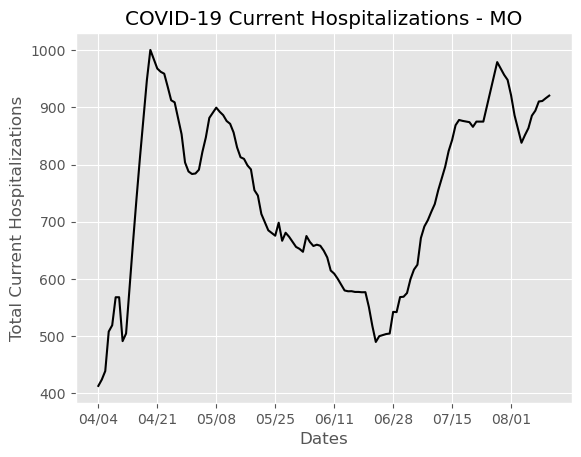 COVID-19 Current Hospitalizations - MO
Total Current Hospitalizations
1000
900
800
700
600
500
400
04/04 04/21 05/08 05/25 06/11 06/28 07/15 08/01
Dates